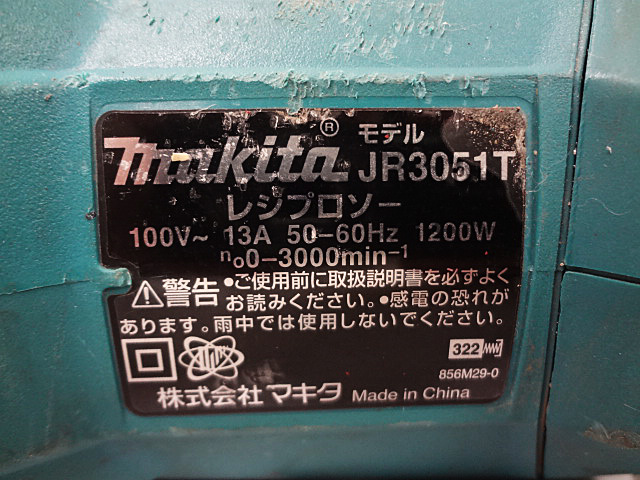 makita® モデル JR3051T
レシプロソー
100V~ 13A 50-60Hz 1200W
n₀0-3000min⁻¹
⚠警告 •ご使用前に取扱説明書を必ずよく
お読みください。•感電の恐れが
あります。雨中では使用しないでください。
322
856M29-0
株式会社 マキタ Made in China